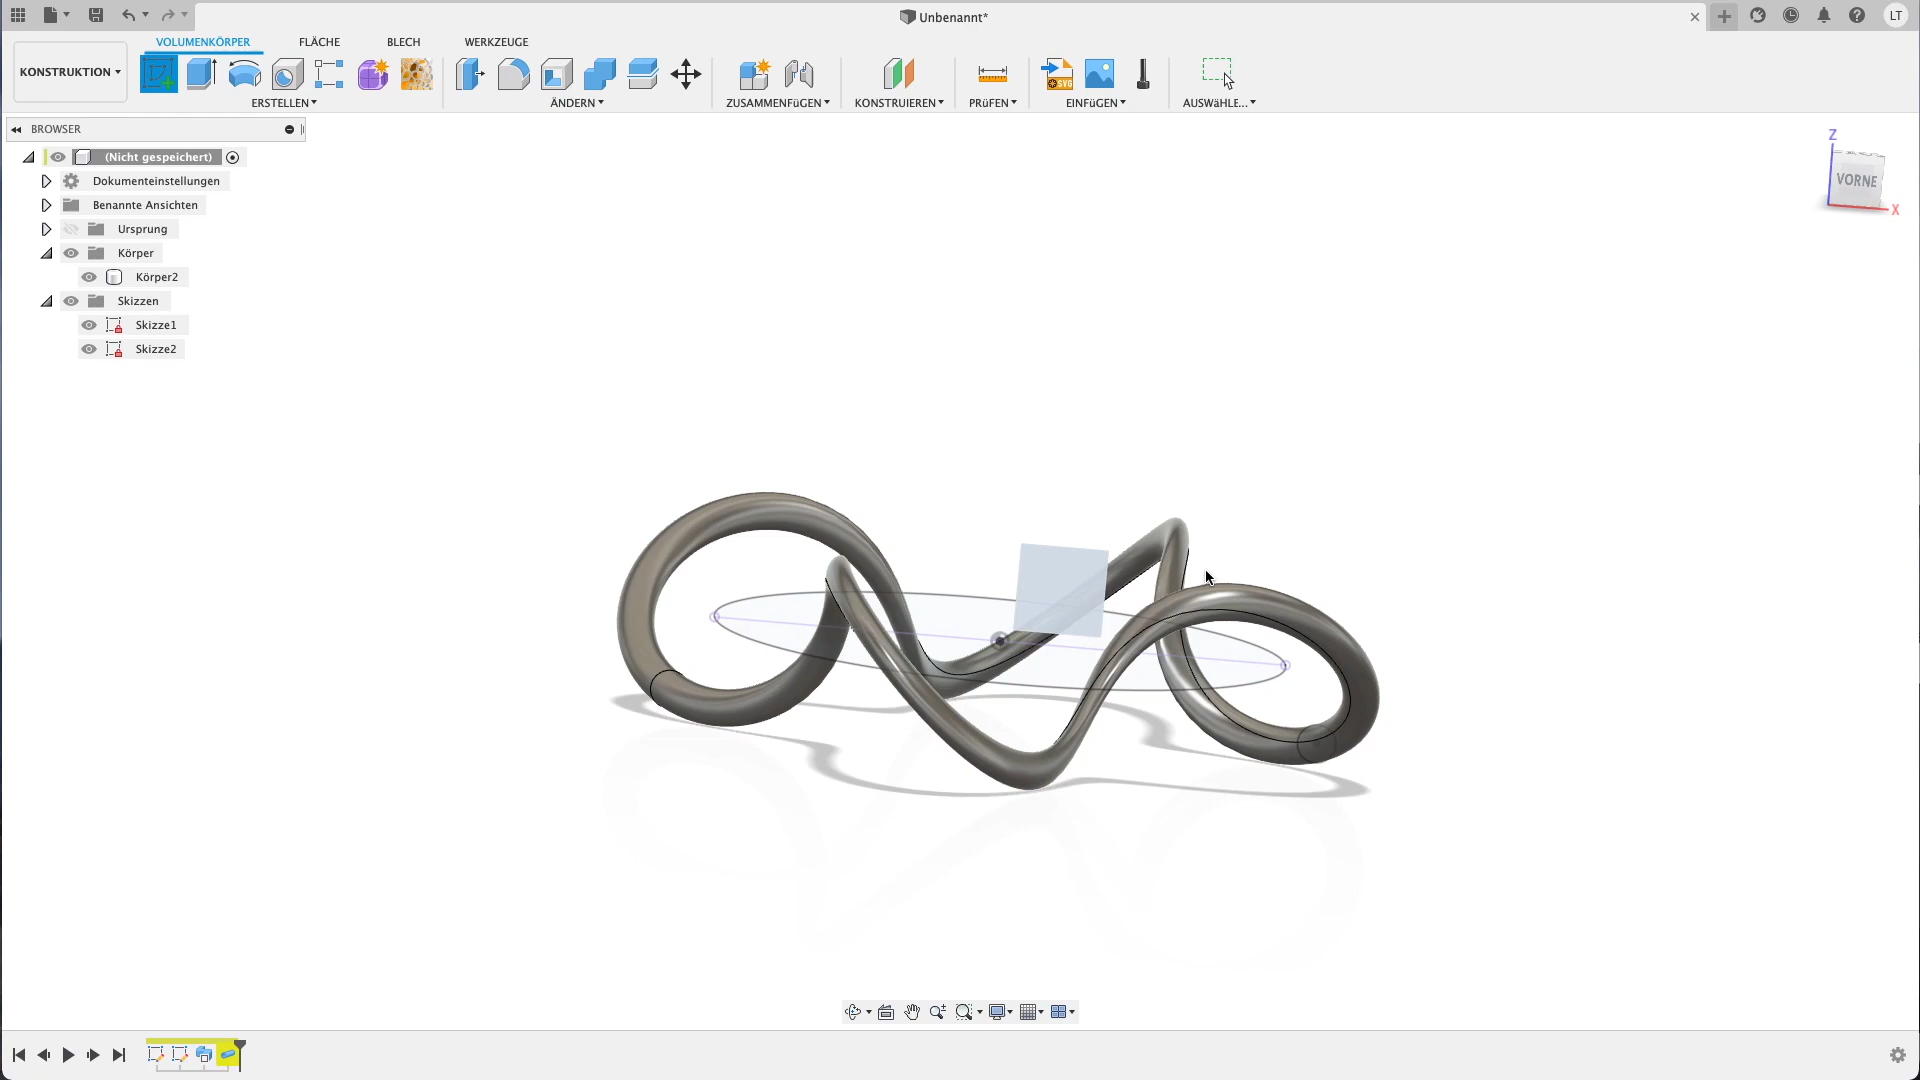 Unbenannt*
LT
VOLUMENKÖRPER FLÄCHE BLECH WERKZEUGE
KONSTRUKTION
ERSTELLEN ÄNDERN ZUSAMMENFüGEN KONSTRUIEREN PRüFEN EINFüGEN AUSWäHLE...
SVG
BROWSER
(Nicht gespeichert)
Dokumenteinstellungen
Benannte Ansichten
Ursprung
Körper
Körper2
Skizzen
Skizze1
Skizze2
Z
VORNE
X